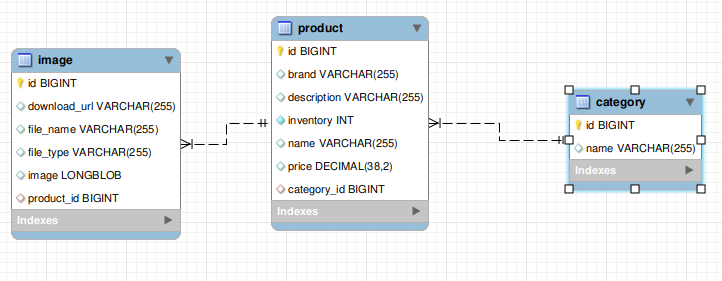 image
id BIGINT
download_url VARCHAR(255)
file_name VARCHAR(255)
file_type VARCHAR(255)
image LONGBLOB
product_id BIGINT
Indexes
product
id BIGINT
brand VARCHAR(255)
description VARCHAR(255)
inventory INT
name VARCHAR(255)
price DECIMAL(38,2)
category_id BIGINT
Indexes
category
id BIGINT
name VARCHAR(255)
Indexes